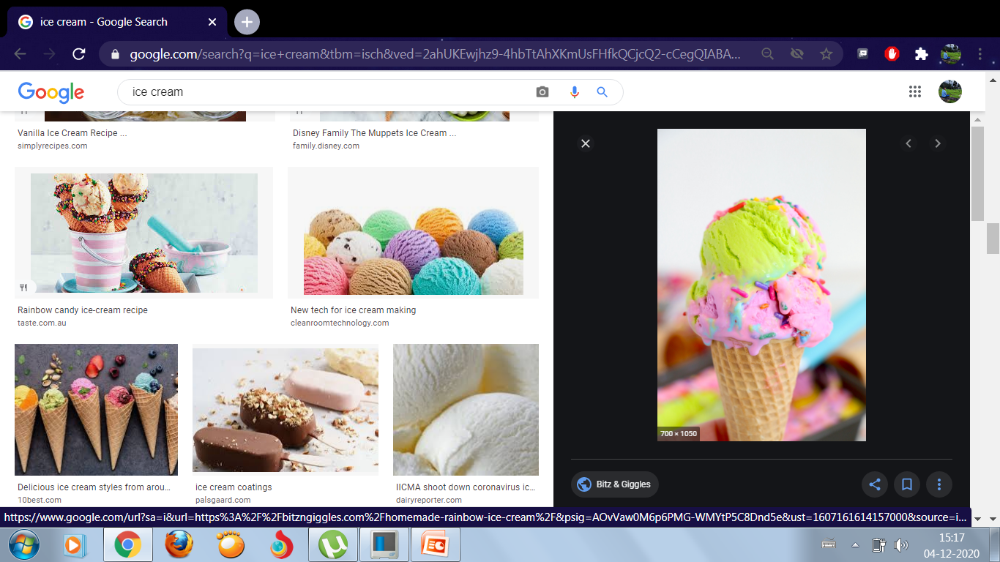 ice cream - Google Search
google.com/search?q=ice+cream&tbm=isch&ved=2ahUKEwjhz9-4hbTtAhXKmUsFHfkQCjcQ2-cCegQIABA...
Google
ice cream
Vanilla Ice Cream Recipe ...
simplyrecipes.com
Disney Family The Muppets Ice Cream ...
family.disney.com
Rainbow candy ice-cream recipe
taste.com.au
New tech for ice cream making
cleanroomtechnology.com
Delicious ice cream styles from arou...
10best.com
ice cream coatings
palsgaard.com
IICMA shoot down coronavirus ic...
dairyreporter.com
700 × 1050
Bitz & Giggles
https://www.google.com/url?sa=i&url=https%3A%2F%2Fbitzngiggles.com%2Fhomemade-rainbow-ice-cream%2F&psig=AOvVaw0M6p6PMG-WMYtP5C8Dnd5e&ust=1607161614157000&source=i...
15:17
04-12-2020